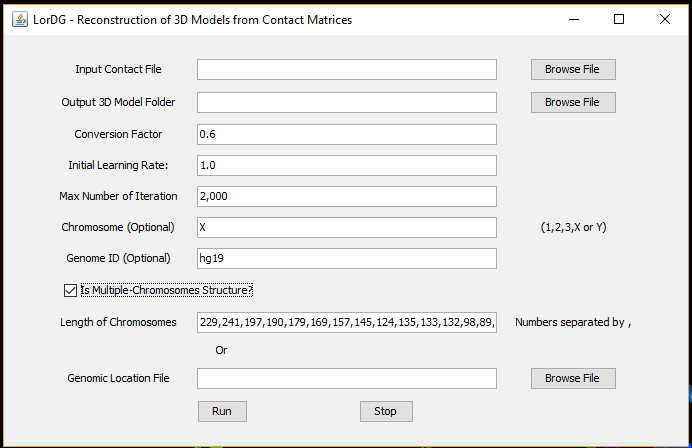 LorDG - Reconstruction of 3D Models from Contact Matrices
Input Contact File Browse File
Output 3D Model Folder Browse File
Conversion Factor 0.6
Initial Learning Rate: 1.0
Max Number of Iteration 2,000
Chromosome (Optional) X (1,2,3,X or Y)
Genome ID (Optional) hg19
Is Multiple-Chromosomes Structure?
Length of Chromosomes 229,241,197,190,179,169,157,145,124,135,133,132,98,89, Numbers separated by ,
Or
Genomic Location File Browse File
Run Stop